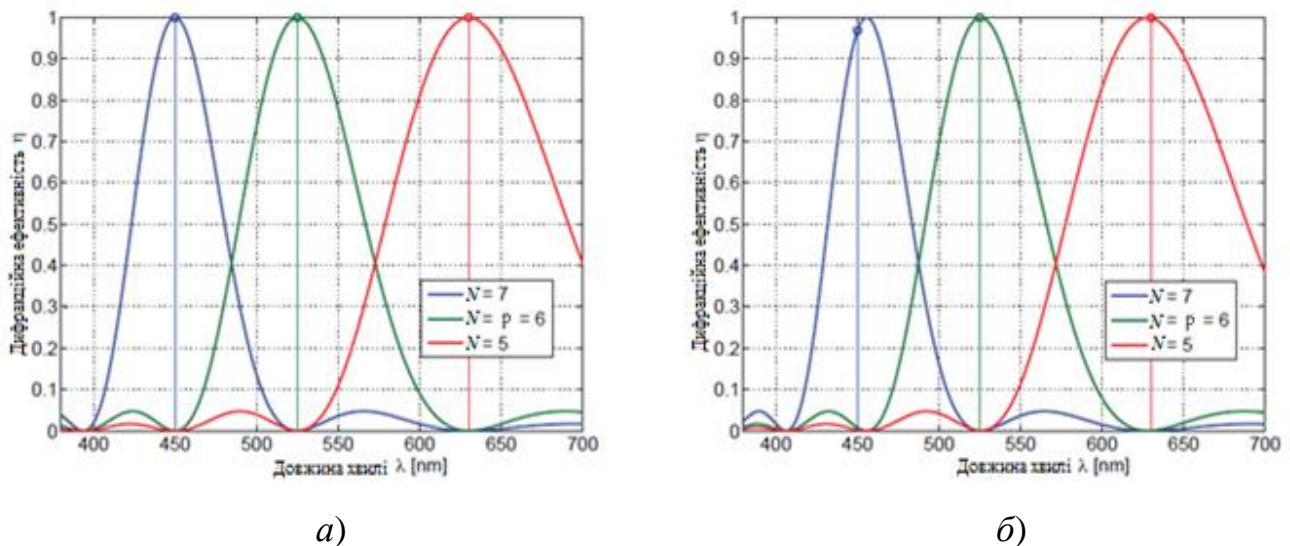 1
0.9
0.8
0.7
0.6
0.5
0.4
0.3
0.2
0.1
0
Дифракційна ефективність η
N = 7
N = p = 6
N = 5
400 450 500 550 600 650 700
Довжина хвилі λ [nm]
а)
1
0.9
0.8
0.7
0.6
0.5
0.4
0.3
0.2
0.1
0
Дифракційна ефективність η
N = 7
N = p = 6
N = 5
400 450 500 550 600 650 700
Довжина хвилі λ [nm]
б)